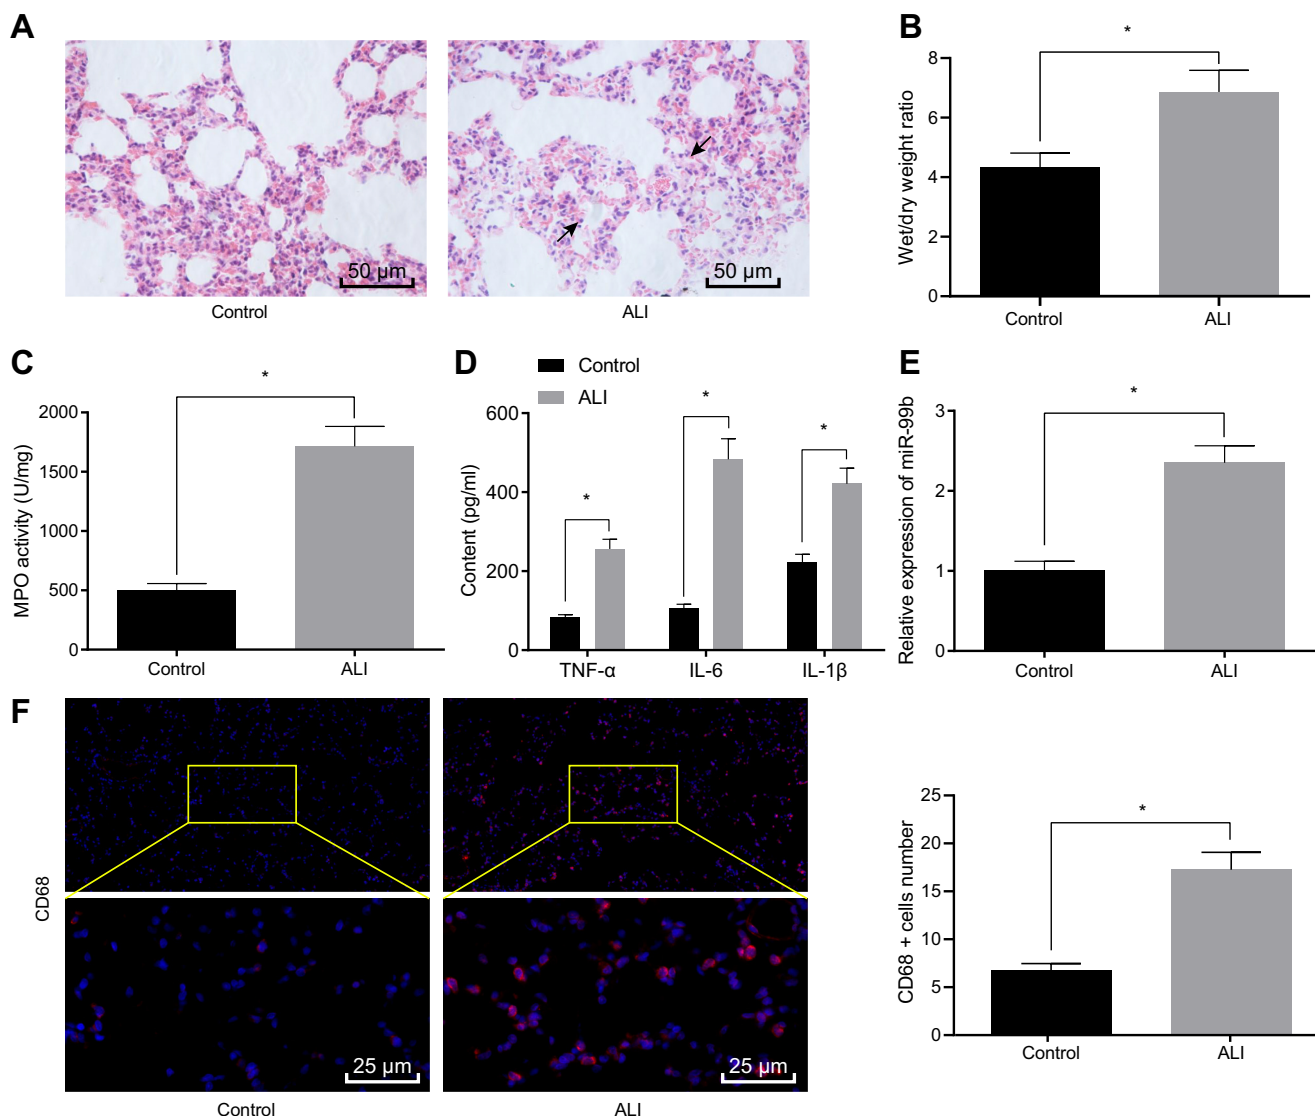 A
50 µm
Control
50 µm
ALI
B
Wet/dry weight ratio
8
6
4
2
0
*
Control
ALI
C
MPO activity (U/mg)
2000
1500
1000
500
0
*
Control
ALI
D
Control
ALI
Content (pg/ml)
600
400
200
0
*
*
*
TNF-α
IL-6
IL-1β
E
Relative expression of miR-99b
3
2
1
0
*
Control
ALI
F
CD68
25 µm
Control
25 µm
ALI
CD68 + cells number
25
20
15
10
5
0
*
Control
ALI